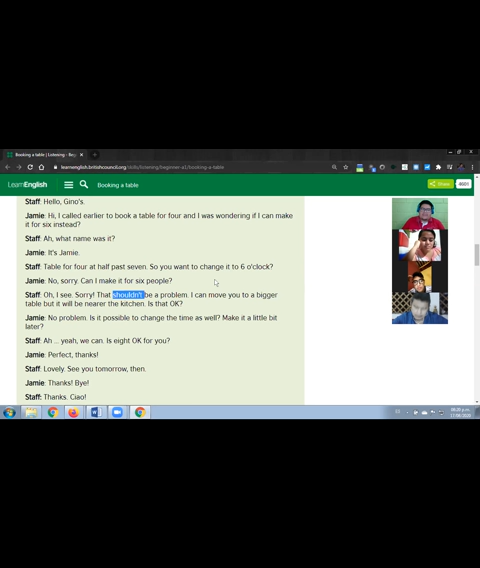 Booking a table | Listening - Beg
learnenglish.britishcouncil.org/skills/listening/beginner-a1/booking-a-table
LearnEnglish
Booking a table
Share
Staff: Hello, Gino's.
Jamie: Hi, I called earlier to book a table for four and I was wondering if I can make
it for six instead?
Staff: Ah, what name was it?
Jamie: It's Jamie.
Staff: Table for four at half past seven. So you want to change it to 6 o'clock?
Jamie: No, sorry. Can I make it for six people?
Staff: Oh, I see. Sorry! That shouldn't be a problem. I can move you to a bigger
table but it will be nearer the kitchen. Is that OK?
Jamie: No problem. Is it possible to change the time as well? Make it a little bit
later?
Staff: Ah ... yeah, we can. Is eight OK for you?
Jamie: Perfect, thanks!
Staff: Lovely. See you tomorrow, then.
Jamie: Thanks! Bye!
Staff: Thanks. Ciao!